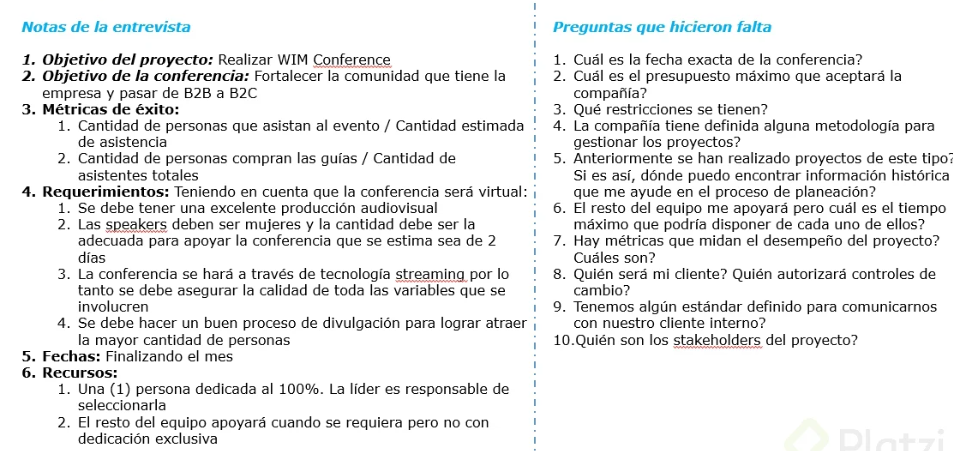 Notas de la entrevista
1. Objetivo del proyecto: Realizar WIM Conference
2. Objetivo de la conferencia: Fortalecer la comunidad que tiene la
empresa y pasar de B2B a B2C
3. Métricas de éxito:
1. Cantidad de personas que asistan al evento / Cantidad estimada
de asistencia
2. Cantidad de personas compran las guías / Cantidad de
asistentes totales
4. Requerimientos: Teniendo en cuenta que la conferencia será virtual:
1. Se debe tener una excelente producción audiovisual
2. Las speakers deben ser mujeres y la cantidad debe ser la
adecuada para apoyar la conferencia que se estima sea de 2
días
3. La conferencia se hará a través de tecnología streaming por lo
tanto se debe asegurar la calidad de toda las variables que se
involucren
4. Se debe hacer un buen proceso de divulgación para lograr atraer
la mayor cantidad de personas
5. Fechas: Finalizando el mes
6. Recursos:
1. Una (1) persona dedicada al 100%. La líder es responsable de
seleccionarla
2. El resto del equipo apoyará cuando se requiera pero no con
dedicación exclusiva
Preguntas que hicieron falta
1. Cuál es la fecha exacta de la conferencia?
2. Cuál es el presupuesto máximo que aceptará la
compañía?
3. Qué restricciones se tienen?
4. La compañía tiene definida alguna metodología para
gestionar los proyectos?
5. Anteriormente se han realizado proyectos de este tipo?
Si es así, dónde puedo encontrar información histórica
que me ayude en el proceso de planeación?
6. El resto del equipo me apoyará pero cuál es el tiempo
máximo que podría disponer de cada uno de ellos?
7. Hay métricas que midan el desempeño del proyecto?
Cuáles son?
8. Quién será mi cliente? Quién autorizará controles de
cambio?
9. Tenemos algún estándar definido para comunicarnos
con nuestro cliente interno?
10.Quién son los stakeholders del proyecto?
Platzi